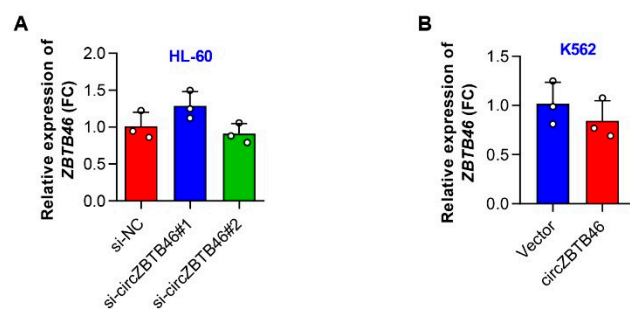 A
HL-60
Relative expression of
ZBTB46 (FC)
2.0
1.5
1.0
0.5
0.0
si-NC
si-circZBTB46#1
si-circZBTB46#2
B
K562
Relative expression of
ZBTB46 (FC)
1.5
1.0
0.5
0.0
Vector
circZBTB46